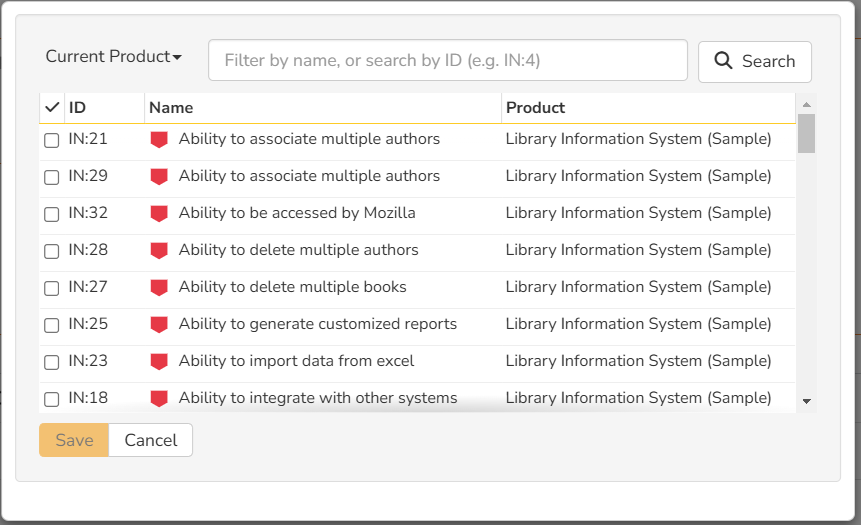 Current Product
Filter by name, or search by ID (e.g. IN:4)
Search
ID Name Product
IN:21 Ability to associate multiple authors Library Information System (Sample)
IN:29 Ability to associate multiple authors Library Information System (Sample)
IN:32 Ability to be accessed by Mozilla Library Information System (Sample)
IN:28 Ability to delete multiple authors Library Information System (Sample)
IN:27 Ability to delete multiple books Library Information System (Sample)
IN:25 Ability to generate customized reports Library Information System (Sample)
IN:23 Ability to import data from excel Library Information System (Sample)
IN:18 Ability to integrate with other systems Library Information System (Sample)
Save Cancel